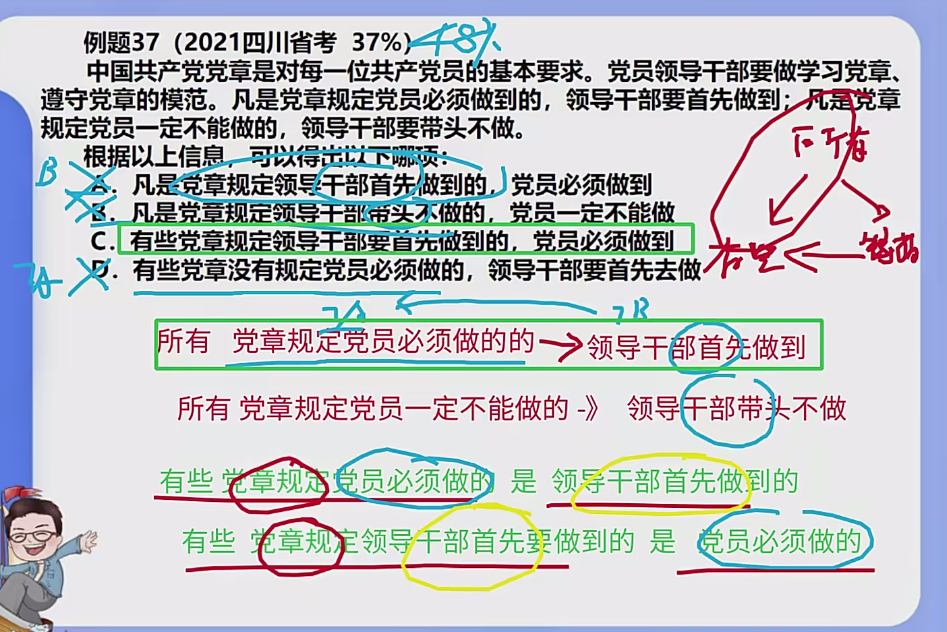 例题37（2021四川省考 37%） 48%
中国共产党党章是对每一位共产党员的基本要求。党员领导干部要做学习党章、
遵守党章的模范。凡是党章规定党员必须做到的，领导干部要首先做到；凡是党章
规定党员一定不能做的，领导干部要带头不做。
根据以上信息，可以得出以下哪项：
A．凡是党章规定领导干部首先做到的，党员必须做到
B．凡是党章规定领导干部带头不做的，党员一定不能做
C．有些党章规定领导干部要首先做到的，党员必须做到
D．有些党章没有规定党员必须做的，领导干部要首先去做
B
所有
有些
¬A
¬A ¬B
所有 党章规定党员必须做的的 领导干部首先做到
所有 党章规定党员一定不能做的 -》 领导干部带头不做
有些 党章规定党员必须做的 是 领导干部首先做到的
有些 党章规定领导干部首先要做到的 是 党员必须做的